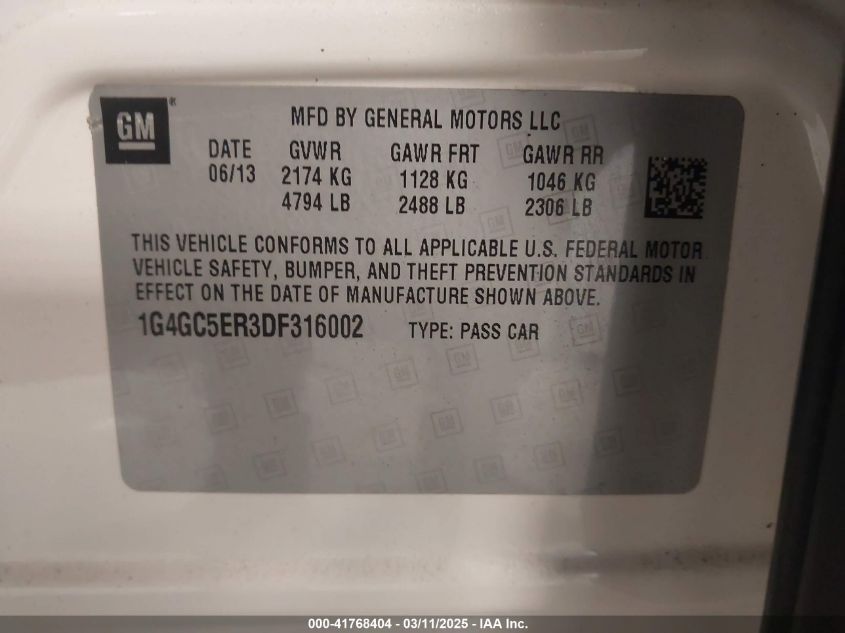 GM ®
MFD BY GENERAL MOTORS LLC
DATE GVWR GAWR FRT GAWR RR
06/13 2174 KG 1128 KG 1046 KG
4794 LB 2488 LB 2306 LB
THIS VEHICLE CONFORMS TO ALL APPLICABLE U.S. FEDERAL MOTOR
VEHICLE SAFETY, BUMPER, AND THEFT PREVENTION STANDARDS IN
EFFECT ON THE DATE OF MANUFACTURE SHOWN ABOVE.
1G4GC5ER3DF316002 TYPE: PASS CAR
000-41768404 - 03/11/2025 - IAA Inc.